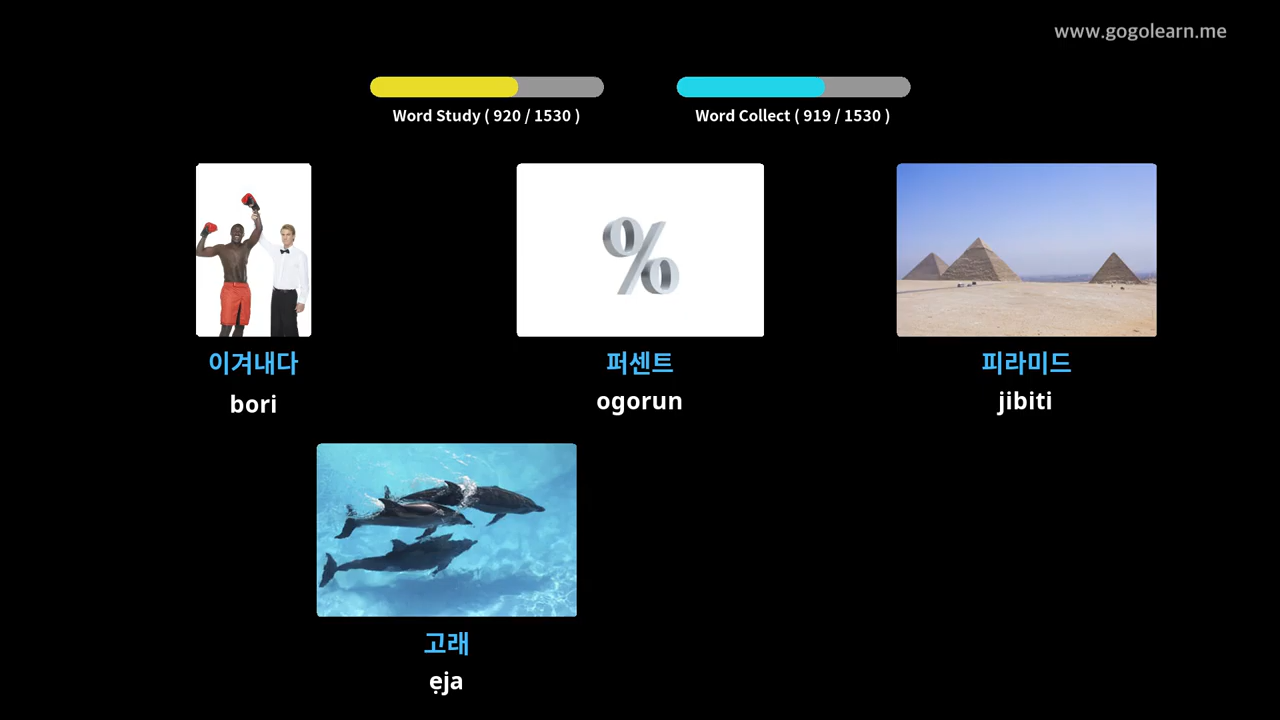 www.gogolearn.me
Word Study ( 920 / 1530 )
Word Collect ( 919 / 1530 )
이겨내다
bori
퍼센트
%
ogorun
피라미드
jibiti
고래
ẹja